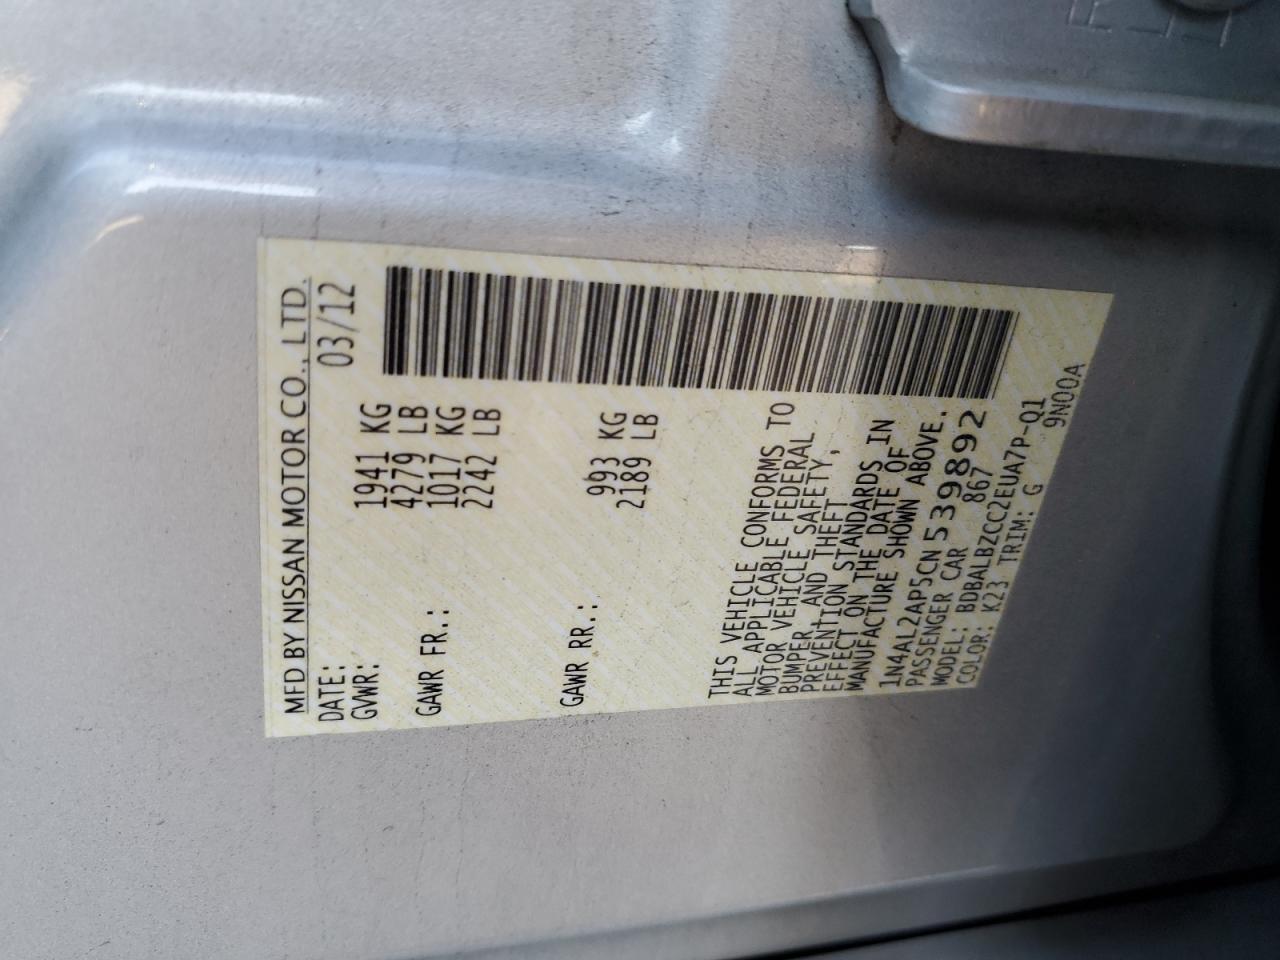 MFD BY NISSAN MOTOR CO., LTD.
DATE: 03/12
GVWR: 1941 KG
4279 LB
GAWR FR.: 1017 KG
2242 LB
GAWR RR.: 993 KG
2189 LB
THIS VEHICLE CONFORMS TO
ALL APPLICABLE FEDERAL
MOTOR VEHICLE SAFETY,
BUMPER, AND THEFT
PREVENTION STANDARDS IN
EFFECT ON THE DATE OF
MANUFACTURE SHOWN ABOVE.
1N4AL2AP5CN539892
PASSENGER CAR 867
MODEL: BDBALBZCC2EUA7P-Q1
COLOR: K23 TRIM: G 9N00A